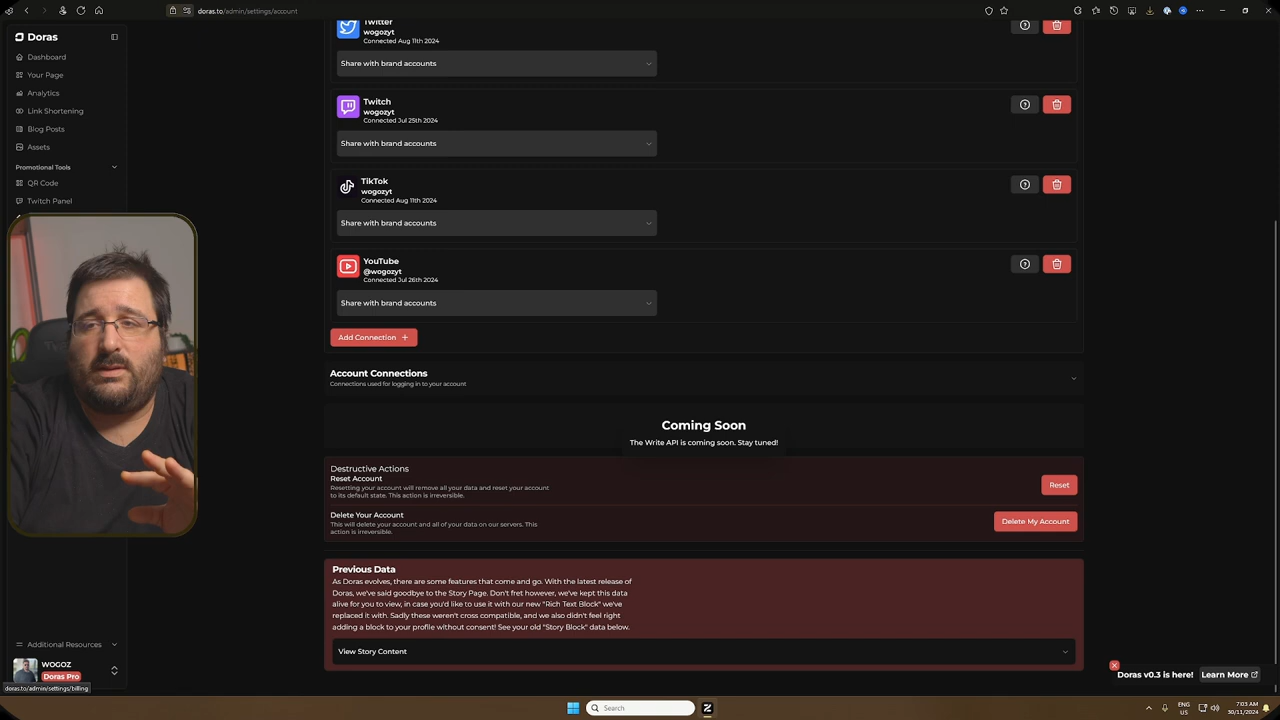 doras.to/admin/settings/account
Doras
Dashboard
Your Page
Analytics
Link Shortening
Blog Posts
Assets
Promotional Tools
QR Code
Twitch Panel
Twitter
wogozyt
Connected Aug 11th 2024
Share with brand accounts
Twitch
wogozyt
Connected Jul 25th 2024
Share with brand accounts
TikTok
wogozyt
Connected Aug 11th 2024
Share with brand accounts
YouTube
@wogozyt
Connected Jul 26th 2024
Share with brand accounts
Add Connection
Account Connections
Connections used for logging in to your account
Coming Soon
The Write API is coming soon. Stay tuned!
Destructive Actions
Reset Account
Resetting your account will remove all your data and reset your account
to its default state. This action is irreversible.
Reset
Delete Your Account
This will delete your account and all of your data on our servers. This
action is irreversible.
Delete My Account
Previous Data
As Doras evolves, there are some features that come and go. With the latest release of
Doras, we've said goodbye to the Story Page. Don't fret however, we've kept this data
alive for you to view, in case you'd like to use it with our new "Rich Text Block" we've
replaced it with. Sadly these weren't cross compatible, and we also didn't feel right
adding a block to your profile without consent! See your old "Story Block" data below.
View Story Content
Additional Resources
WOGOZ
Doras Pro
doras.to/admin/settings/billing
Doras v0.3 is here!
Learn More
Search
ENG
US
7:03 AM
30/11/2024